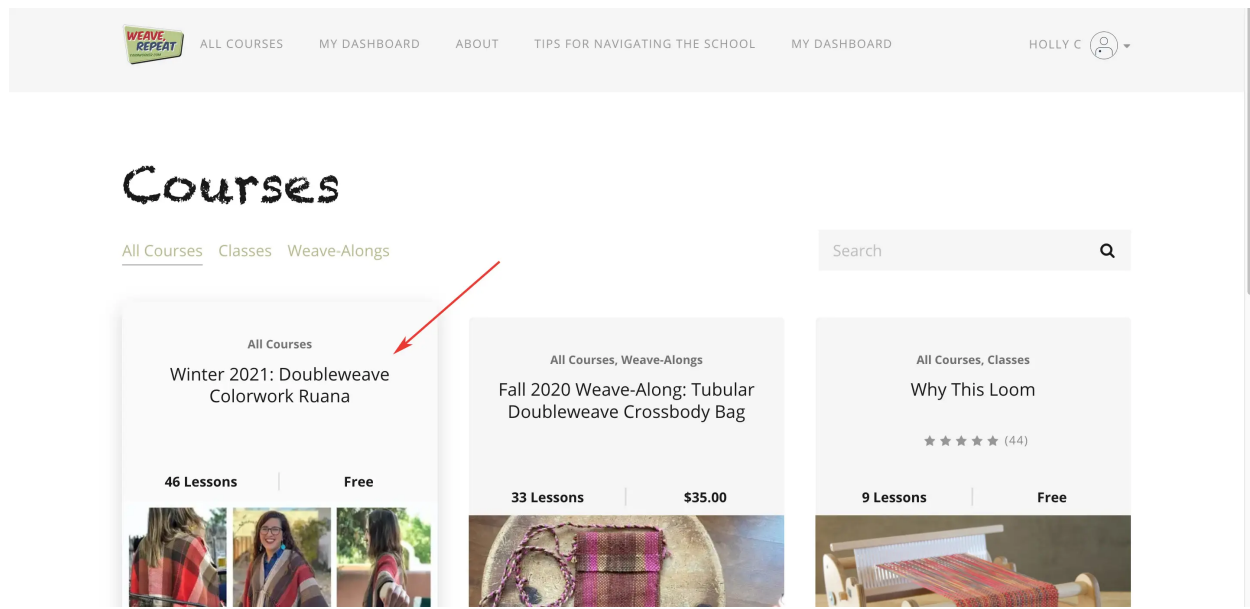 WEAVE,
REPEAT
ALL COURSES
MY DASHBOARD
ABOUT
TIPS FOR NAVIGATING THE SCHOOL
MY DASHBOARD
HOLLY C
Courses
All Courses
Classes
Weave-Alongs
Search
All Courses
Winter 2021: Doubleweave
Colorwork Ruana
46 Lessons
Free
All Courses, Weave-Alongs
Fall 2020 Weave-Along: Tubular
Doubleweave Crossbody Bag
33 Lessons
$35.00
All Courses, Classes
Why This Loom
(44)
9 Lessons
Free